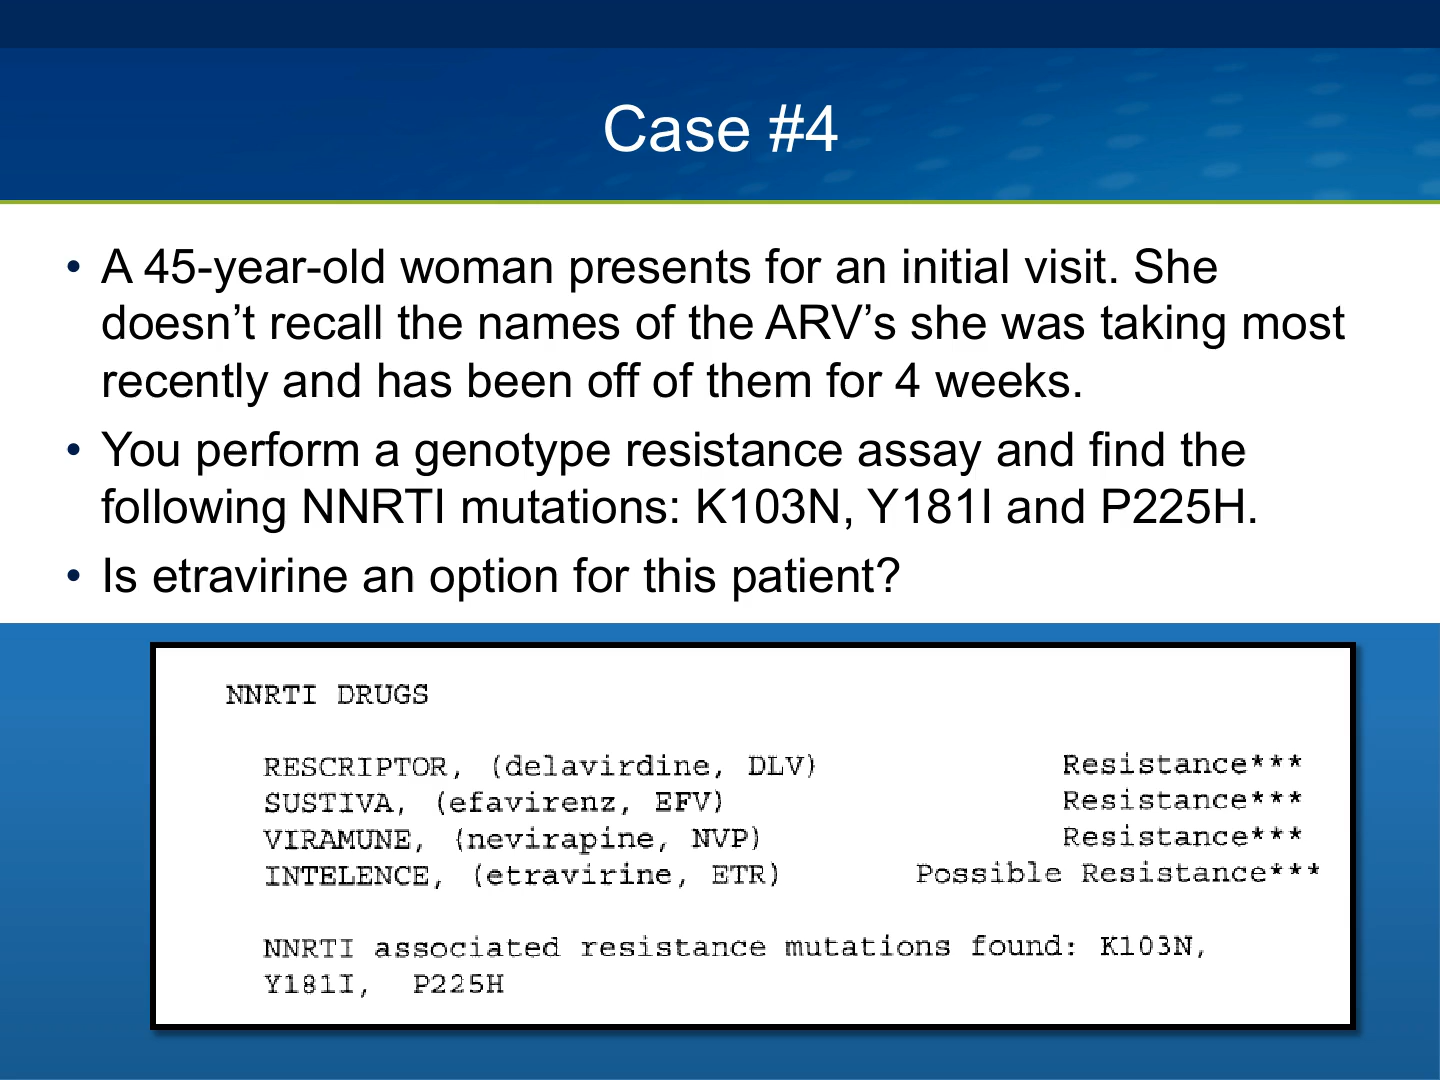 Case #4
• A 45-year-old woman presents for an initial visit. She
doesn’t recall the names of the ARV’s she was taking most
recently and has been off of them for 4 weeks.
• You perform a genotype resistance assay and find the
following NNRTI mutations: K103N, Y181I and P225H.
• Is etravirine an option for this patient?
NNRTI DRUGS
RESCRIPTOR, (delavirdine, DLV) Resistance***
SUSTIVA, (efavirenz, EFV) Resistance***
VIRAMUNE, (nevirapine, NVP) Resistance***
INTELENCE, (etravirine, ETR) Possible Resistance***
NNRTI associated resistance mutations found: K103N,
Y181I, P225H